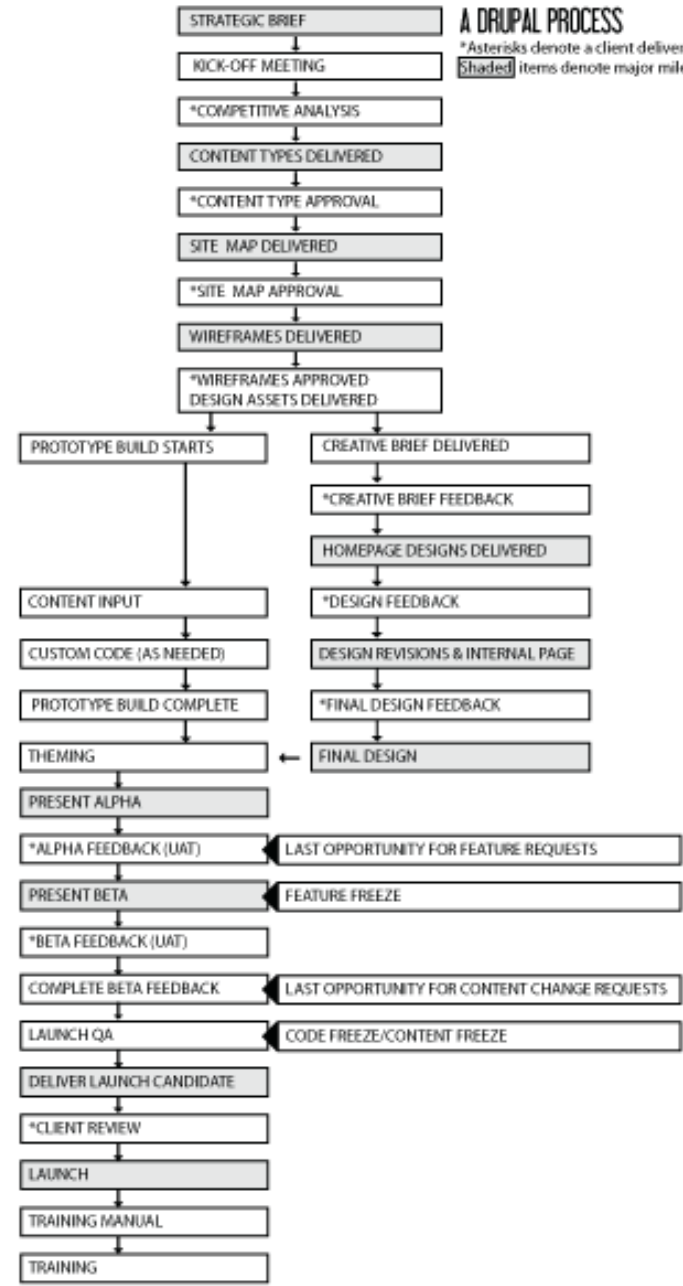 STRATEGIC BRIEF
A DRUPAL PROCESS
*Asterisks denote a client deliver
Shaded items denote major mile
KICK-OFF MEETING
*COMPETITIVE ANALYSIS
CONTENT TYPES DELIVERED
*CONTENT TYPE APPROVAL
SITE MAP DELIVERED
*SITE MAP APPROVAL
WIREFRAMES DELIVERED
*WIREFRAMES APPROVED
DESIGN ASSETS DELIVERED
PROTOTYPE BUILD STARTS
CREATIVE BRIEF DELIVERED
*CREATIVE BRIEF FEEDBACK
HOMEPAGE DESIGNS DELIVERED
CONTENT INPUT
*DESIGN FEEDBACK
CUSTOM CODE (AS NEEDED)
DESIGN REVISIONS & INTERNAL PAGE
PROTOTYPE BUILD COMPLETE
*FINAL DESIGN FEEDBACK
THEMING
FINAL DESIGN
PRESENT ALPHA
*ALPHA FEEDBACK (UAT)
LAST OPPORTUNITY FOR FEATURE REQUESTS
PRESENT BETA
FEATURE FREEZE
*BETA FEEDBACK (UAT)
COMPLETE BETA FEEDBACK
LAST OPPORTUNITY FOR CONTENT CHANGE REQUESTS
LAUNCH QA
CODE FREEZE/CONTENT FREEZE
DELIVER LAUNCH CANDIDATE
*CLIENT REVIEW
LAUNCH
TRAINING MANUAL
TRAINING